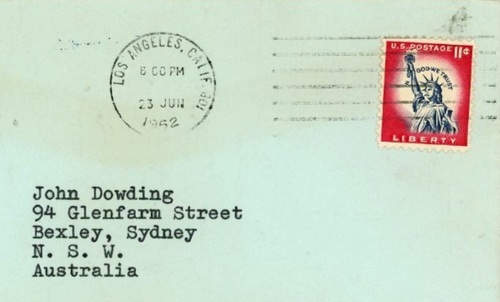 LOS ANGELES, CALIF.
8 00 PM
23 JUN
1962
U.S. POSTAGE 11¢
IN GOD WE TRUST
LIBERTY
John Dowding
94 Glenfarm Street
Bexley, Sydney
N. S. W.
Australia